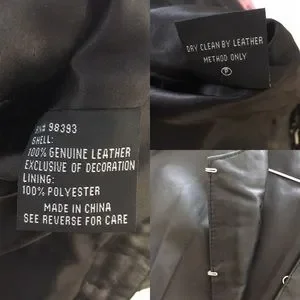 RN# 98393
SHELL:
100% GENUINE LEATHER
EXCLUSIVE OF DECORATION
LINING:
100% POLYESTER
MADE IN CHINA
SEE REVERSE FOR CARE
DRY CLEAN BY LEATHER
METHOD ONLY
P